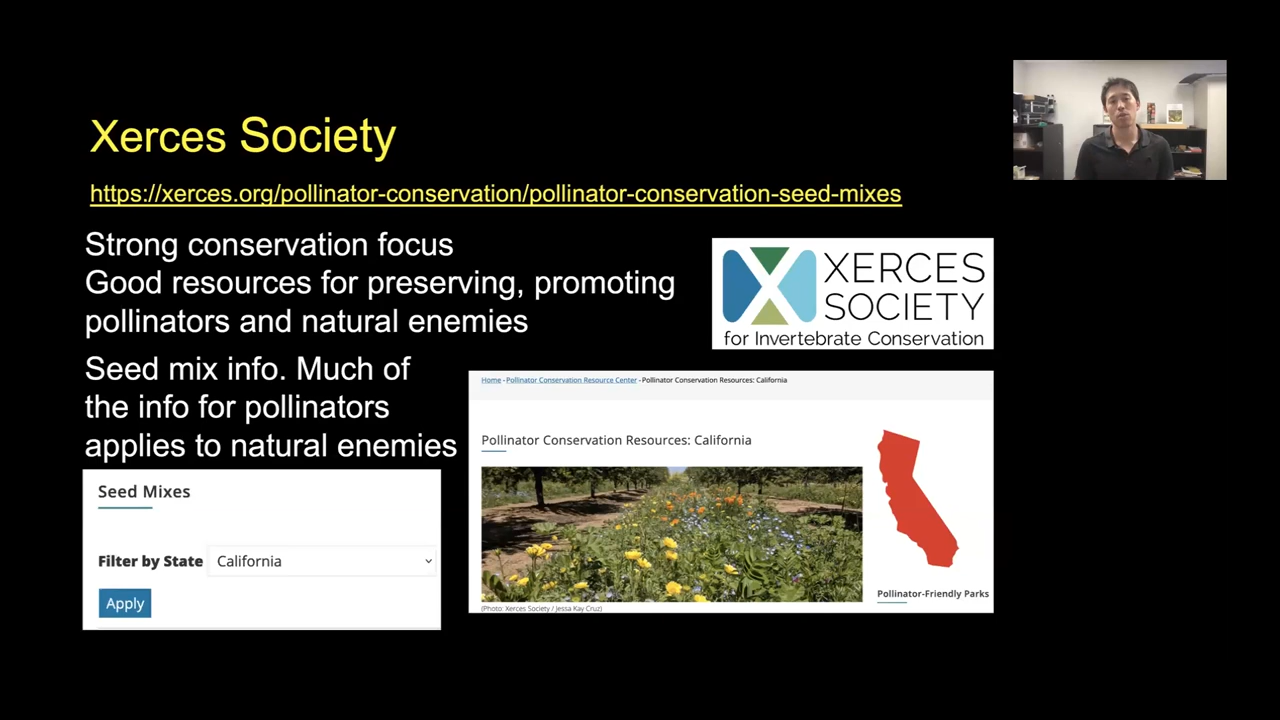 Xerces Society
https://xerces.org/pollinator-conservation/pollinator-conservation-seed-mixes
Strong conservation focus
Good resources for preserving, promoting
pollinators and natural enemies
XERCES
SOCIETY
for Invertebrate Conservation
Seed mix info. Much of
the info for pollinators
applies to natural enemies
Seed Mixes
Filter by State California
Apply
Home - Pollinator Conservation Resource Center - Pollinator Conservation Resources: California
Pollinator Conservation Resources: California
(Photo: Xerces Society / Jessa Kay Cruz)
Pollinator-Friendly Parks